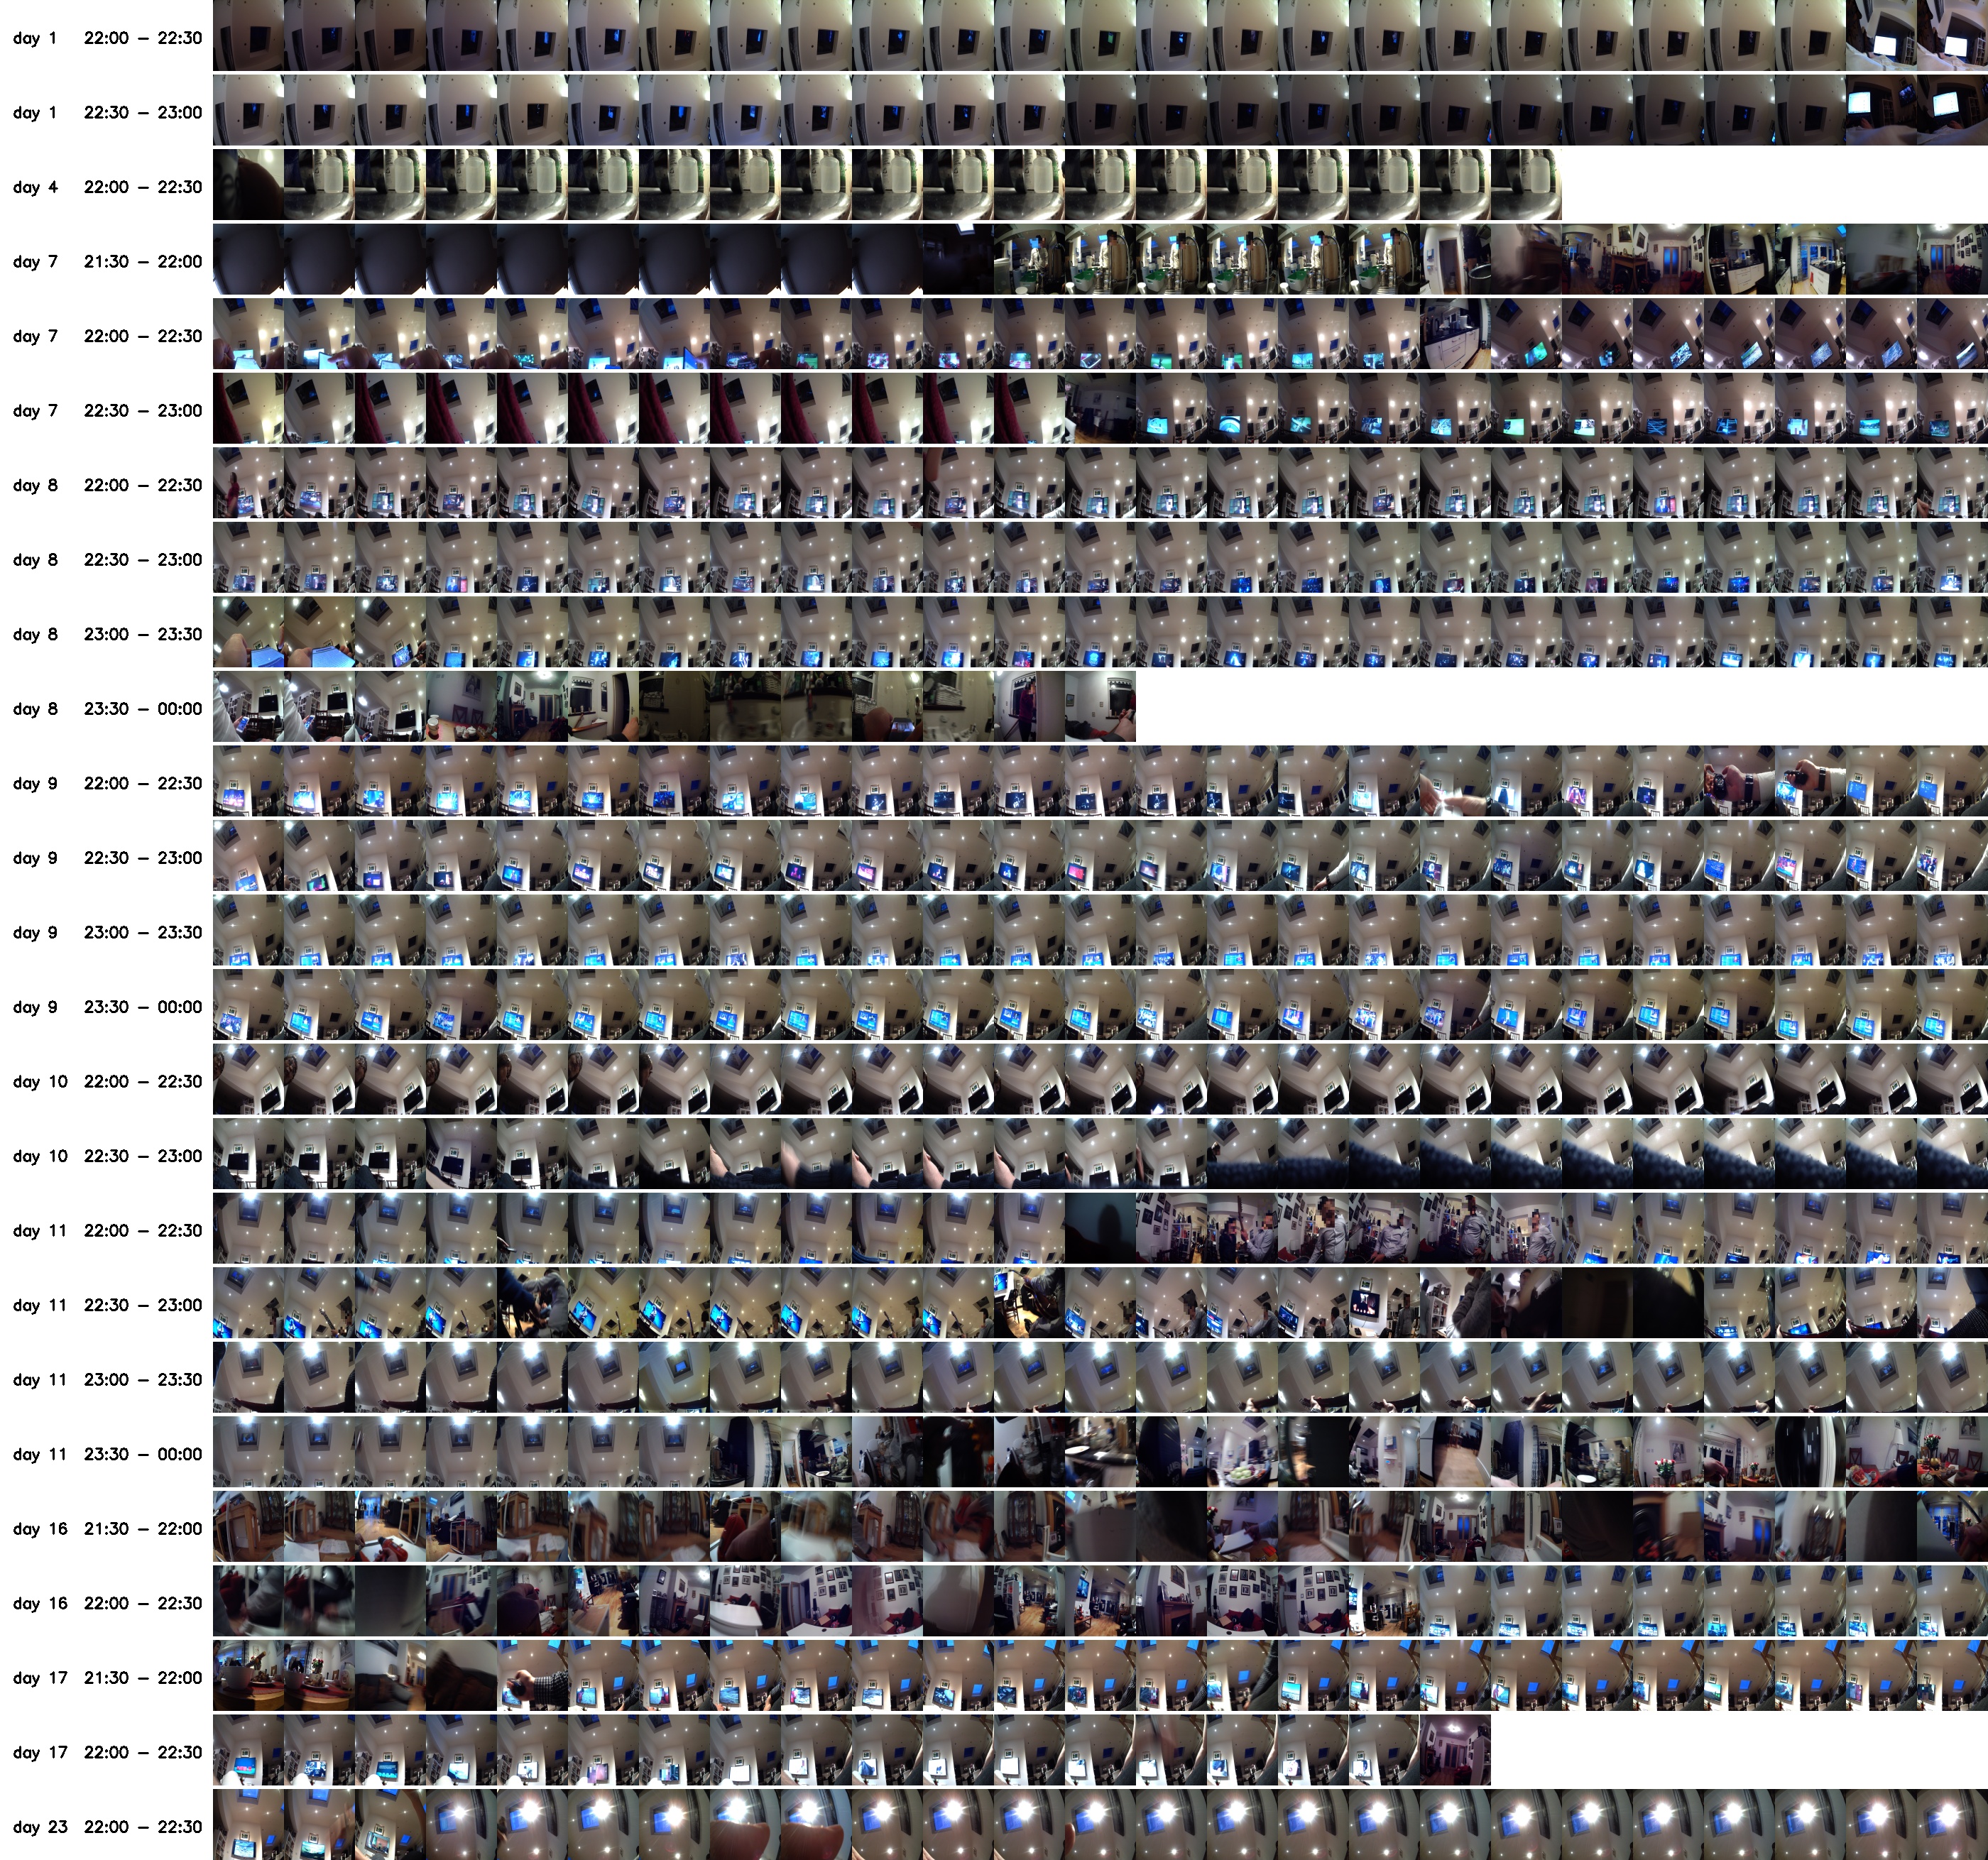 day 1 22:00 – 22:30
day 1 22:30 – 23:00
day 4 22:00 – 22:30
day 7 21:30 – 22:00
day 7 22:00 – 22:30
day 7 22:30 – 23:00
day 8 22:00 – 22:30
day 8 22:30 – 23:00
day 8 23:00 – 23:30
day 8 23:30 – 00:00
day 9 22:00 – 22:30
day 9 22:30 – 23:00
day 9 23:00 – 23:30
day 9 23:30 – 00:00
day 10 22:00 – 22:30
day 10 22:30 – 23:00
day 11 22:00 – 22:30
day 11 22:30 – 23:00
day 11 23:00 – 23:30
day 11 23:30 – 00:00
day 16 21:30 – 22:00
day 16 22:00 – 22:30
day 17 21:30 – 22:00
day 17 22:00 – 22:30
day 23 22:00 – 22:30